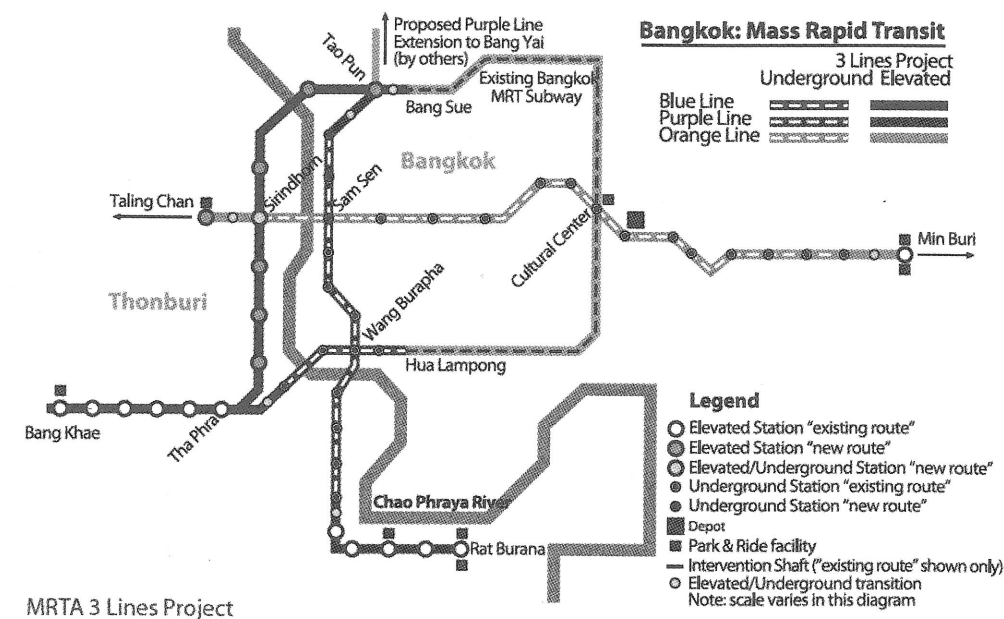 Proposed Purple Line
Extension to Bang Yai
(by others)
Tao Pun
Bang Sue
Existing Bangkok
MRT Subway
Bangkok: Mass Rapid Transit
3 Lines Project
Underground Elevated
Blue Line
Purple Line
Orange Line
Bangkok
Sirindhorn
Sam Sen
Taling Chan
Cultural Center
Min Buri
Thonburi
Wang Burapha
Hua Lampong
Bang Khae
Tha Phra
Chao Phraya River
Rat Burana
Legend
Elevated Station "existing route"
Elevated Station "new route"
Elevated/Underground Station "new route"
Underground Station "existing route"
Underground Station "new route"
Depot
Park & Ride facility
Intervention Shaft ("existing route" shown only)
Elevated/Underground transition
Note: scale varies in this diagram
MRTA 3 Lines Project